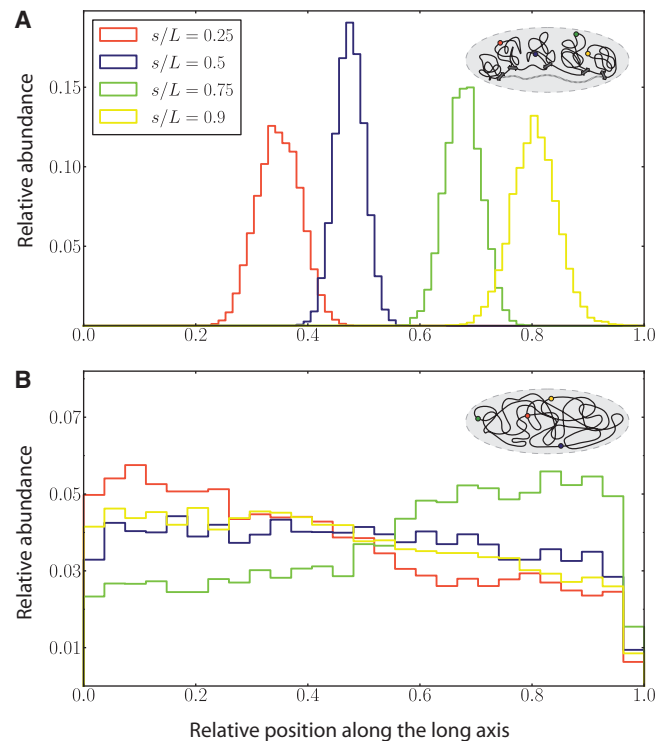 A
s/L = 0.25
s/L = 0.5
s/L = 0.75
s/L = 0.9
Relative abundance
0.15
0.10
0.05
0.0
0.0
0.2
0.4
0.6
0.8
1.0
B
Relative abundance
0.07
0.05
0.03
0.01
0.0
0.2
0.4
0.6
0.8
1.0
Relative position along the long axis